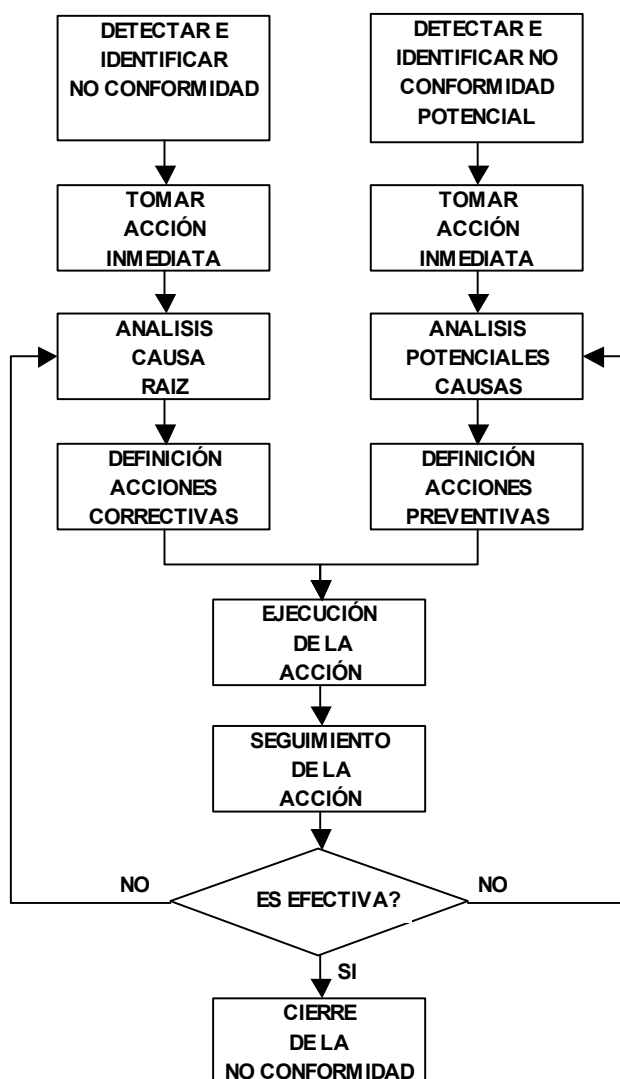 DETECTAR E
IDENTIFICAR
NO CONFORMIDAD
DETECTAR E
IDENTIFICAR NO
CONFORMIDAD
POTENCIAL
TOMAR
ACCIÓN
INMEDIATA
TOMAR
ACCIÓN
INMEDIATA
ANALISIS
CAUSA
RAIZ
ANALISIS
POTENCIALES
CAUSAS
DEFINICIÓN
ACCIONES
CORRECTIVAS
DEFINICIÓN
ACCIONES
PREVENTIVAS
EJECUCIÓN
DE LA
ACCIÓN
SEGUIMIENTO
DE LA
ACCIÓN
NO
ES EFECTIVA?
NO
SI
CIERRE
DE LA
NO CONFORMIDAD